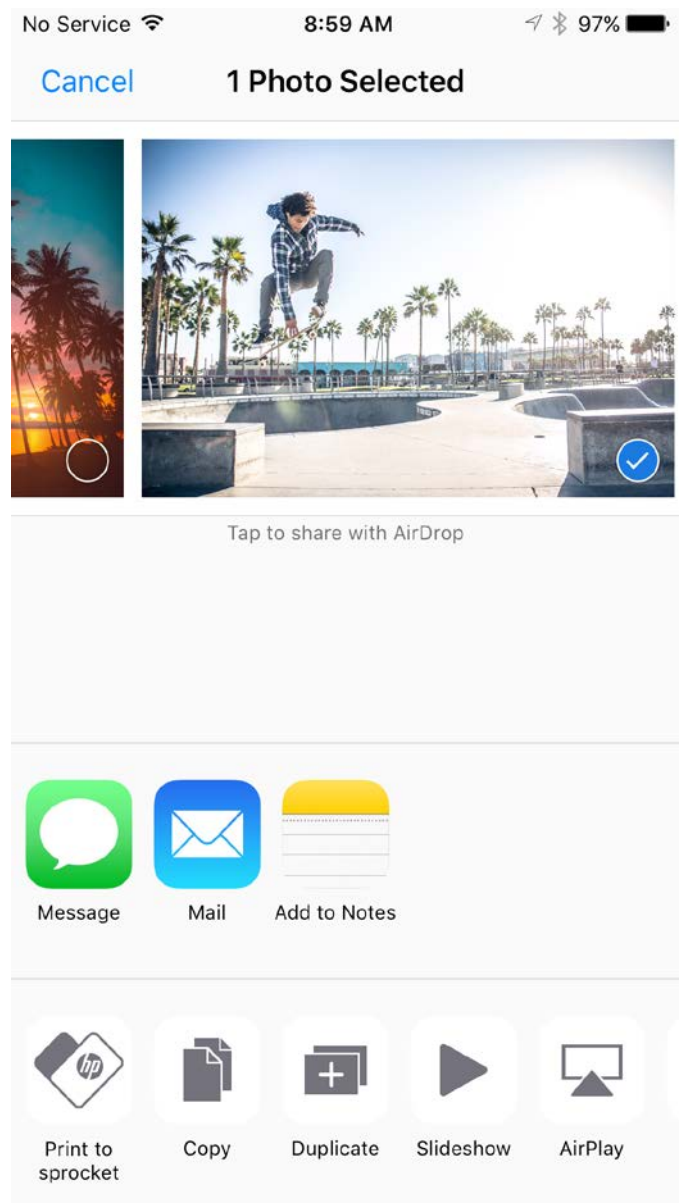 No Service 8:59 AM 97%
Cancel 1 Photo Selected
Tap to share with AirDrop
Message Mail Add to Notes
hp
Print to sprocket Copy Duplicate Slideshow AirPlay